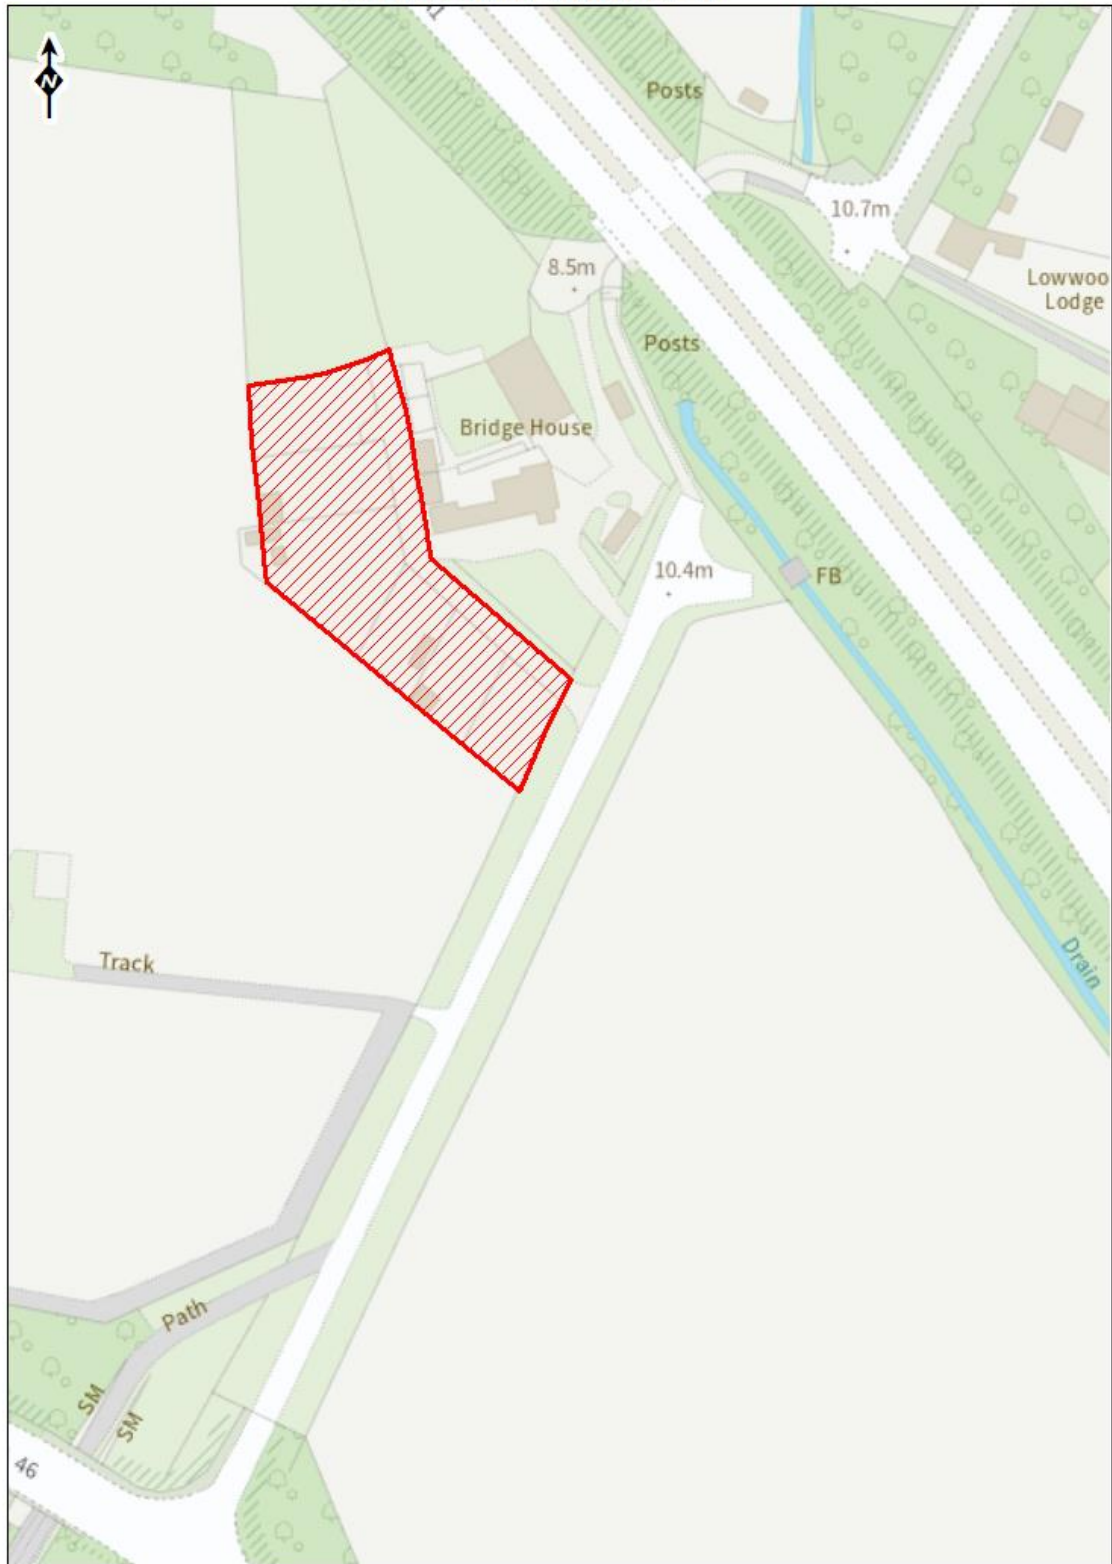 N
Posts
10.7m
8.5m
Lowwoo
Lodge
Posts
Bridge House
10.4m
FB
Drain
Track
Path
SM
SM
46